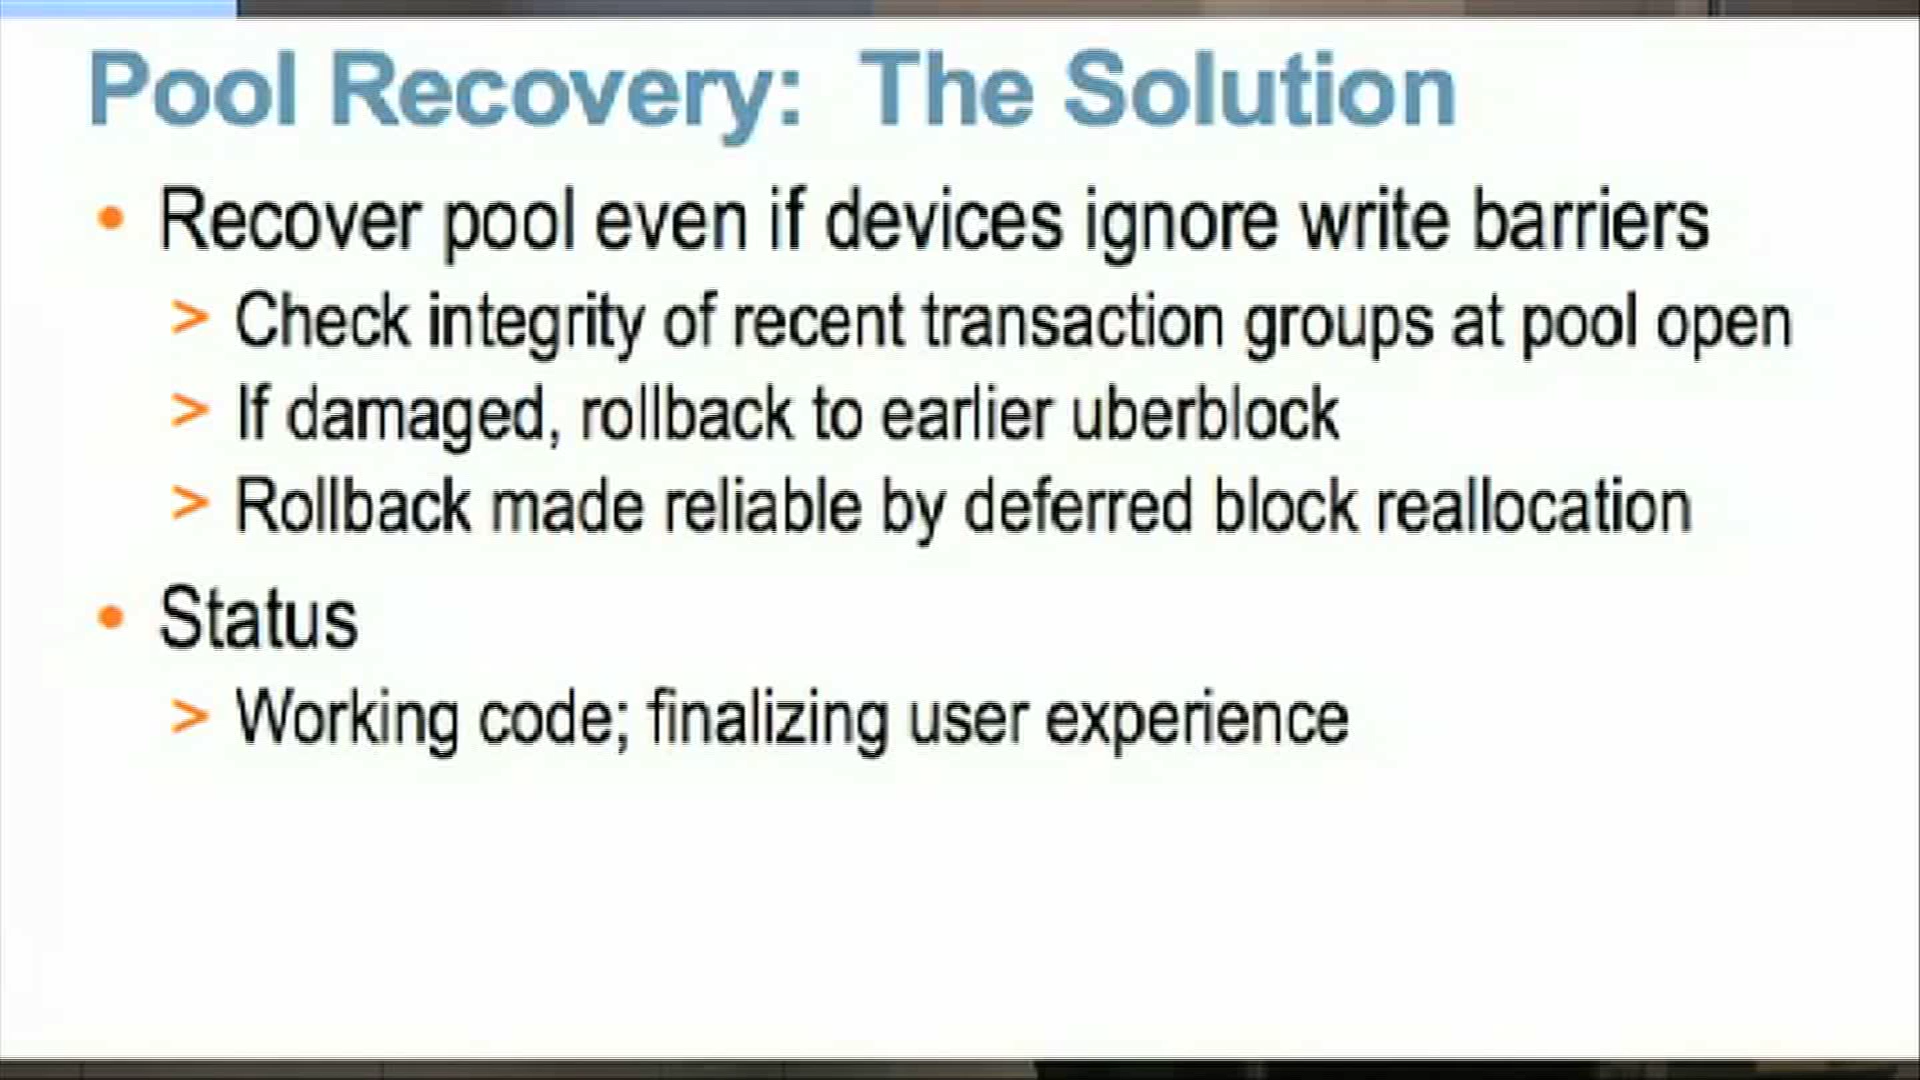 Pool Recovery: The Solution
• Recover pool even if devices ignore write barriers
> Check integrity of recent transaction groups at pool open
> If damaged, rollback to earlier uberblock
> Rollback made reliable by deferred block reallocation
• Status
> Working code; finalizing user experience